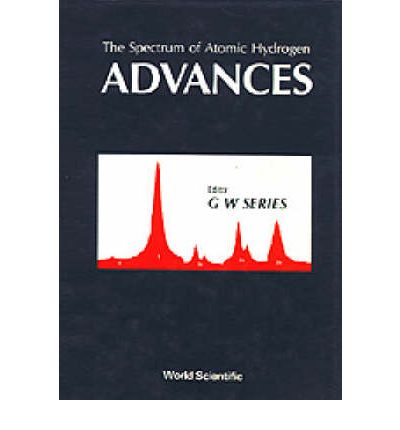 The Spectrum of Atomic Hydrogen
ADVANCES
Editor
G W SERIES
World Scientific